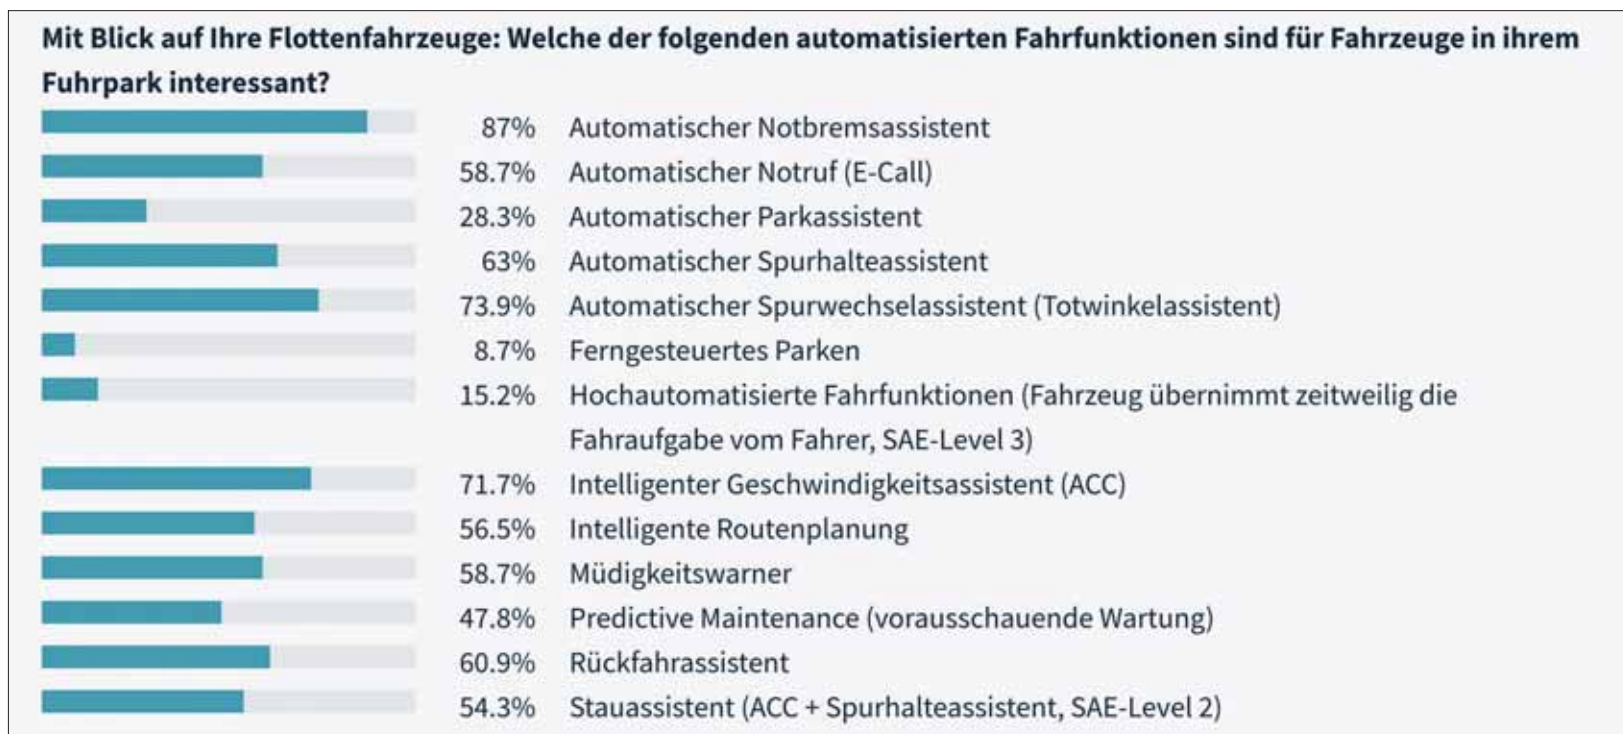 Mit Blick auf Ihre Flottenfahrzeuge: Welche der folgenden automatisierten Fahrfunktionen sind für Fahrzeuge in ihrem
Fuhrpark interessant?
87% Automatischer Notbremsassistent
58.7% Automatischer Notruf (E-Call)
28.3% Automatischer Parkassistent
63% Automatischer Spurhalteassistent
73.9% Automatischer Spurwechselassistent (Totwinkelassistent)
8.7% Ferngesteuertes Parken
15.2% Hochautomatisierte Fahrfunktionen (Fahrzeug übernimmt zeitweilig die
Fahraufgabe vom Fahrer, SAE-Level 3)
71.7% Intelligenter Geschwindigkeitsassistent (ACC)
56.5% Intelligente Routenplanung
58.7% Müdigkeitswarner
47.8% Predictive Maintenance (vorausschauende Wartung)
60.9% Rückfahrassistent
54.3% Stauassistent (ACC + Spurhalteassistent, SAE-Level 2)